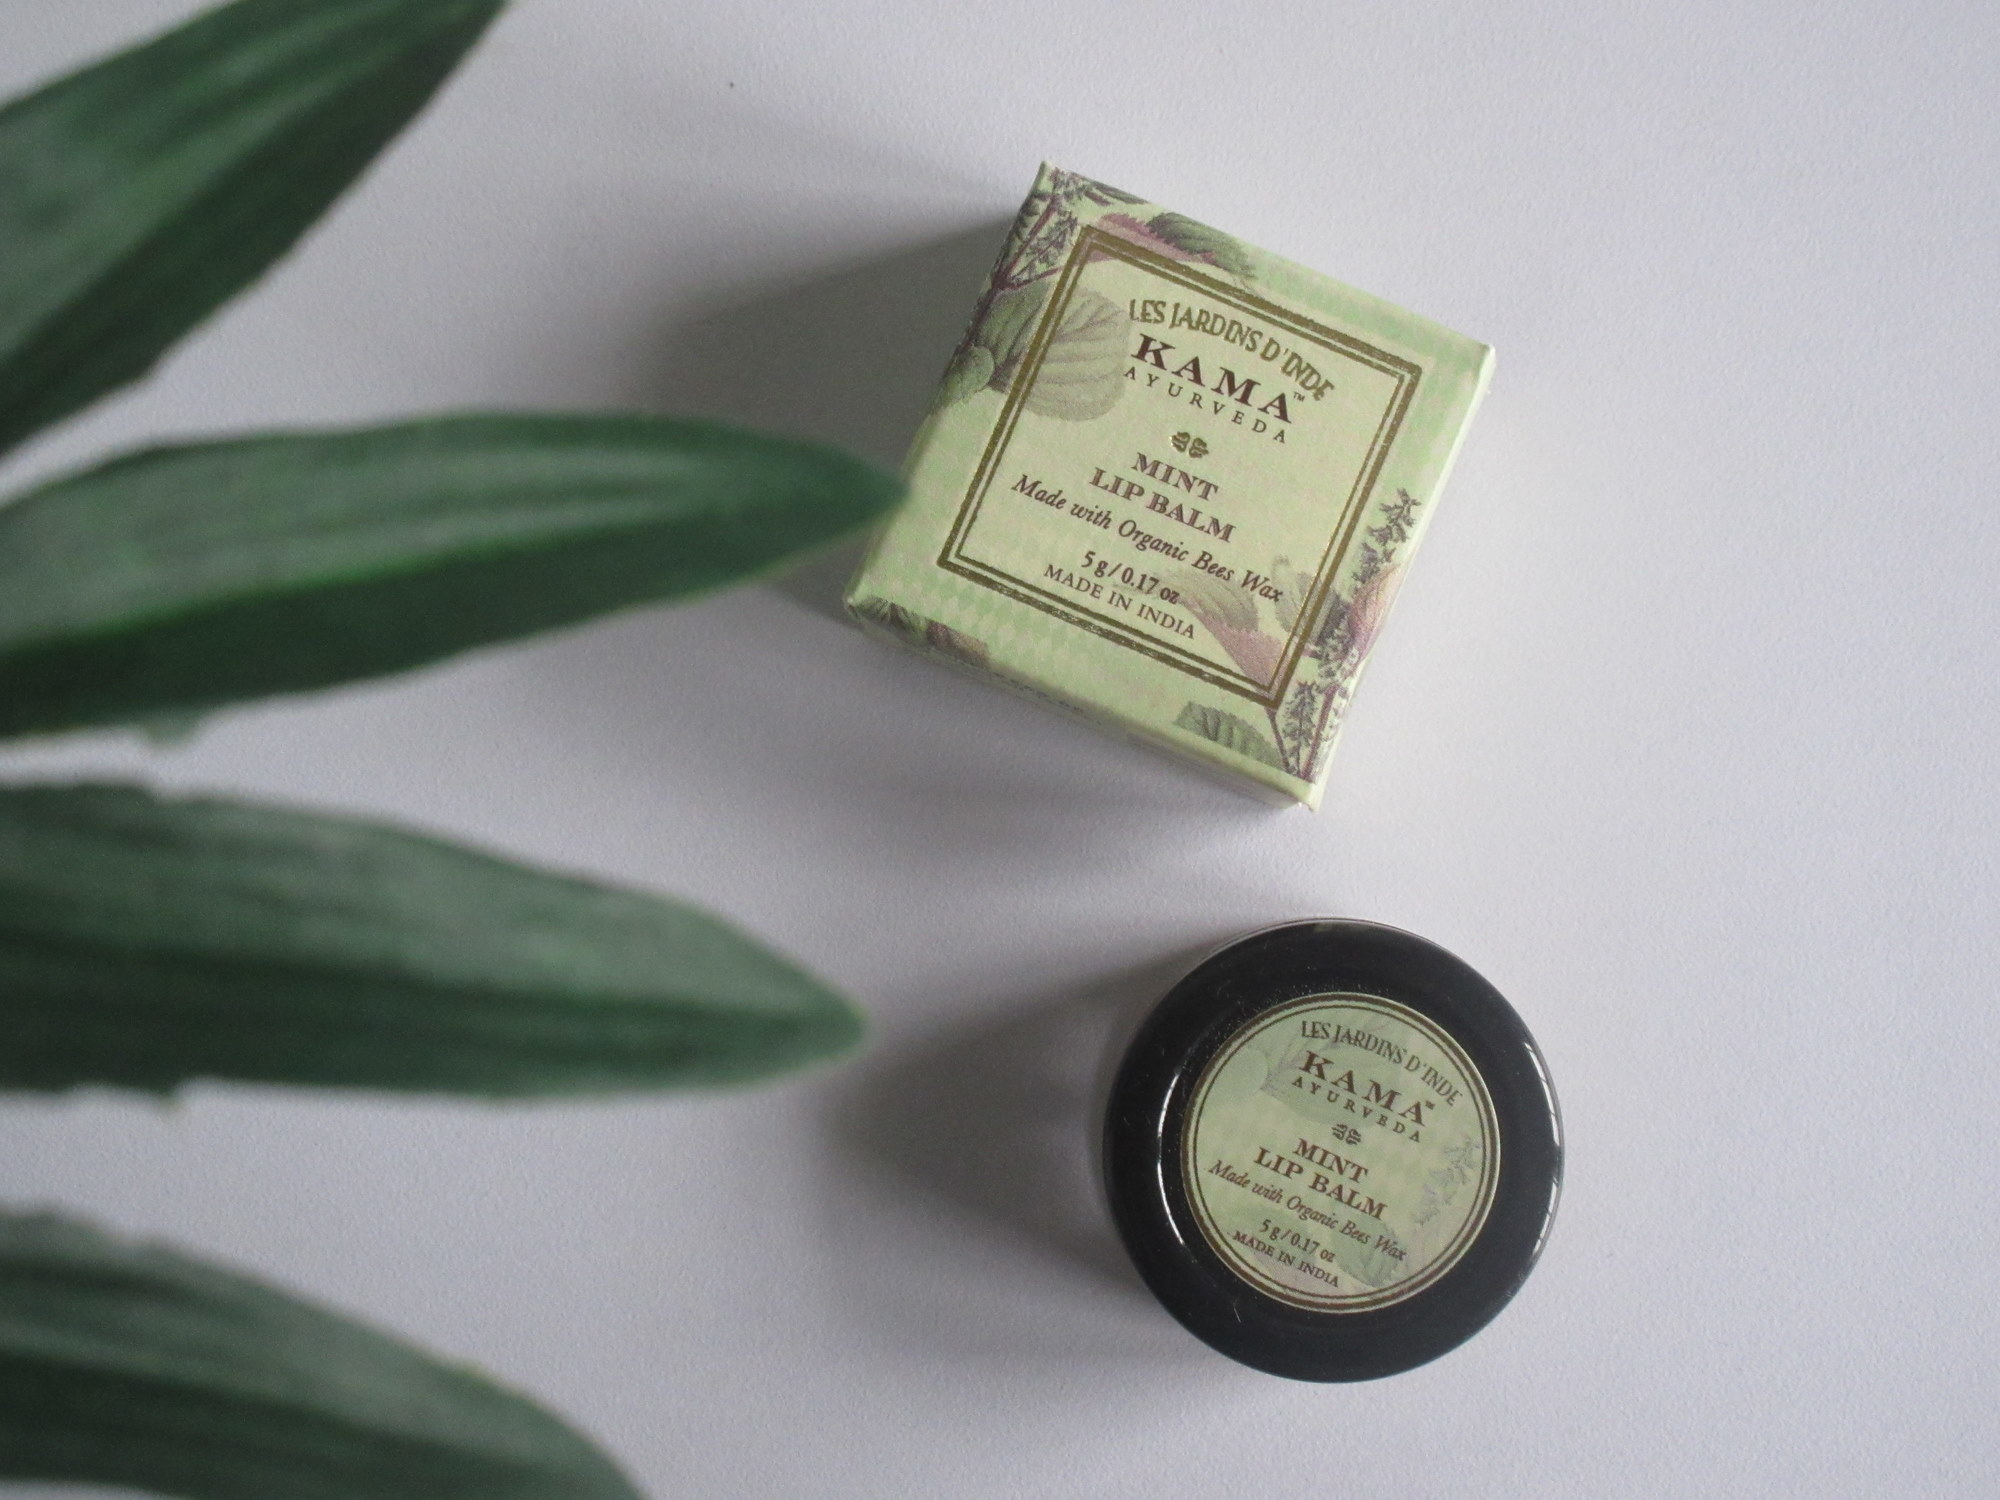 LES JARDINS D'INDE
KAMA™
AYURVEDA
MINT
LIP BALM
Made with Organic Bees Wax
5 g / 0.17 oz
MADE IN INDIA
LES JARDINS D'INDE
KAMA™
AYURVEDA
MINT
LIP BALM
Made with Organic Bees Wax
5 g / 0.17 oz
MADE IN INDIA